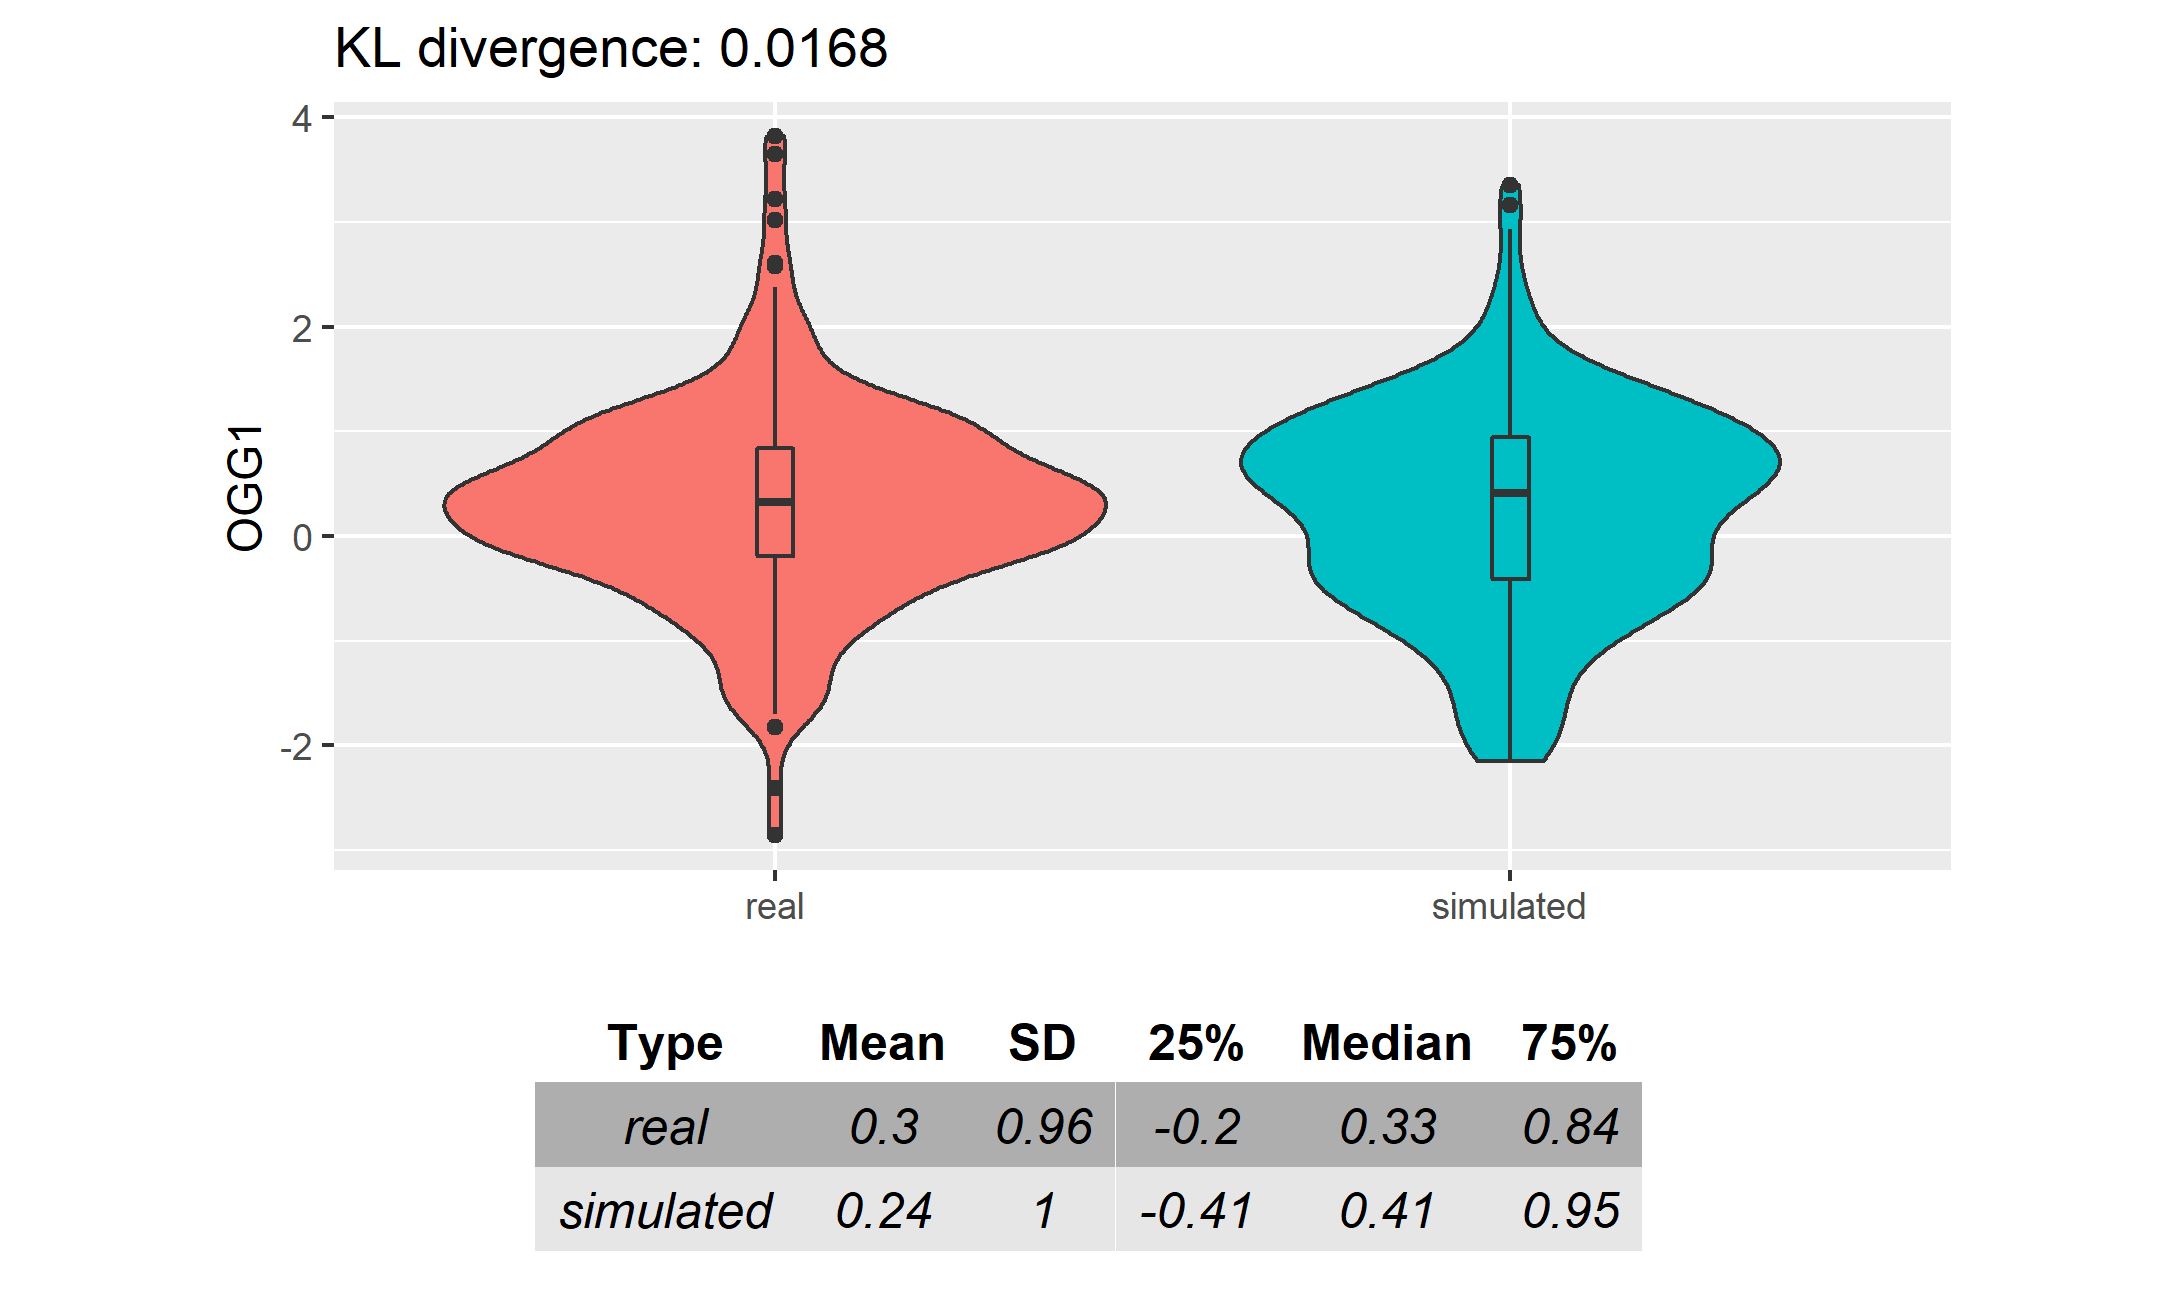 KL divergence: 0.0168
4
2
0
-2
OGG1
real simulated
Type Mean SD 25% Median 75%
real 0.3 0.96 -0.2 0.33 0.84
simulated 0.24 1 -0.41 0.41 0.95